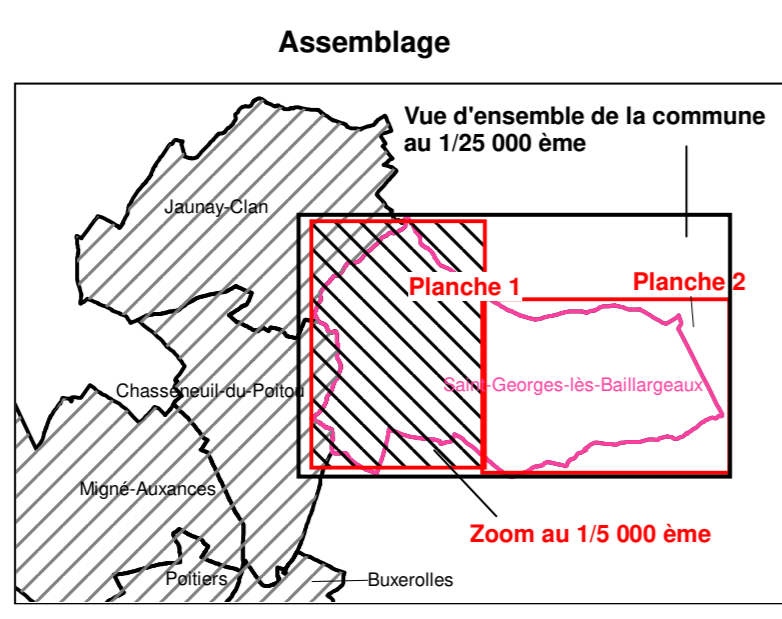 Assemblage
Vue d'ensemble de la commune
au 1/25 000 ème
Jaunay-Clan
Planche 1
Planche 2
Chasseneuil-du-Poitou
Saint-Georges-lès-Baillargeaux
Migné-Auxances
Zoom au 1/5 000 ème
Poitiers
Buxerolles